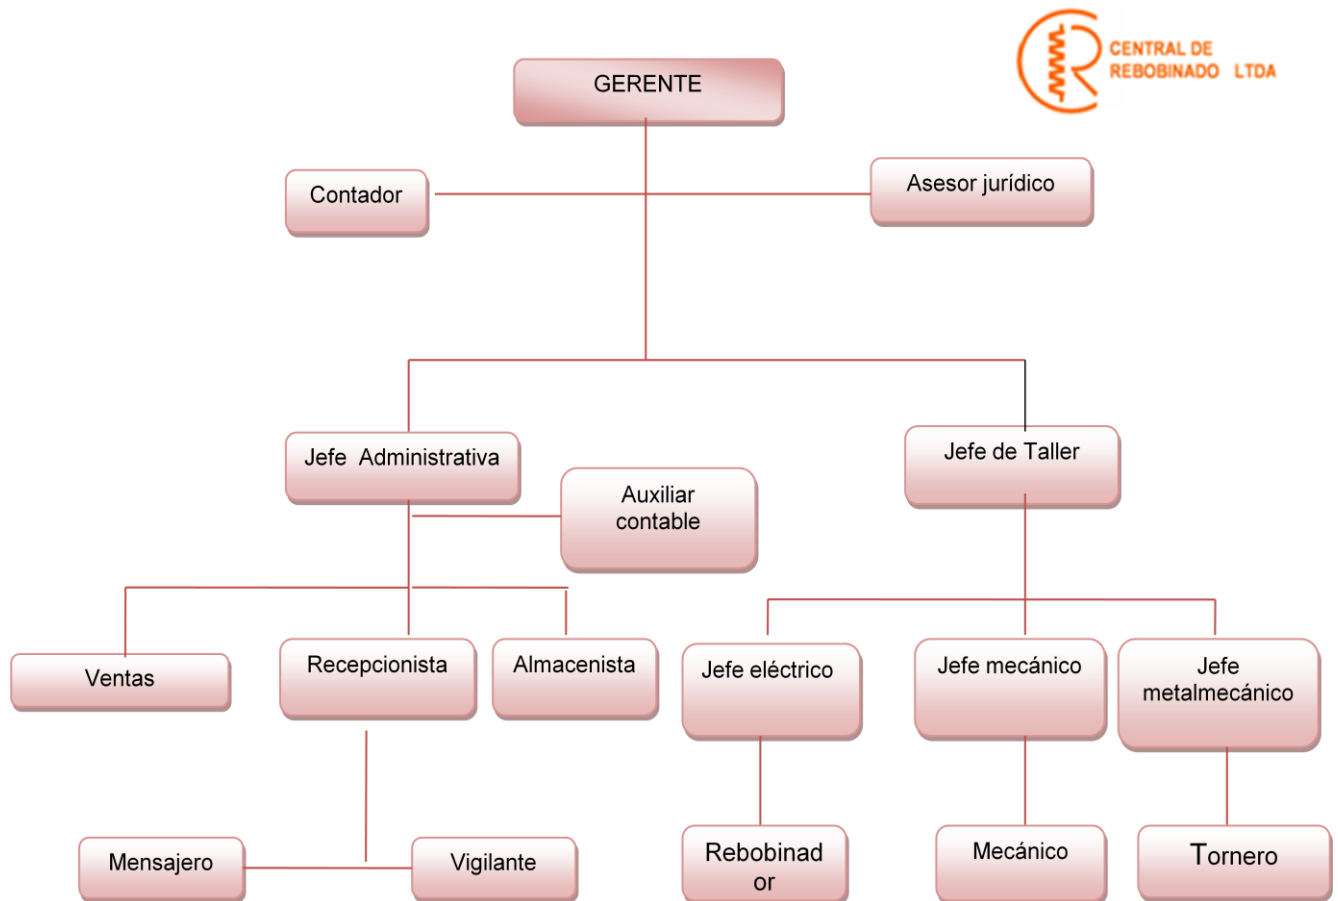 CENTRAL DE
REBOBINADO LTDA
GERENTE
Contador
Asesor jurídico
Jefe Administrativa
Jefe de Taller
Auxiliar
contable
Ventas
Recepcionista
Almacenista
Jefe eléctrico
Jefe mecánico
Jefe
metalmecánico
Mensajero
Vigilante
Rebobinad
or
Mecánico
Tornero